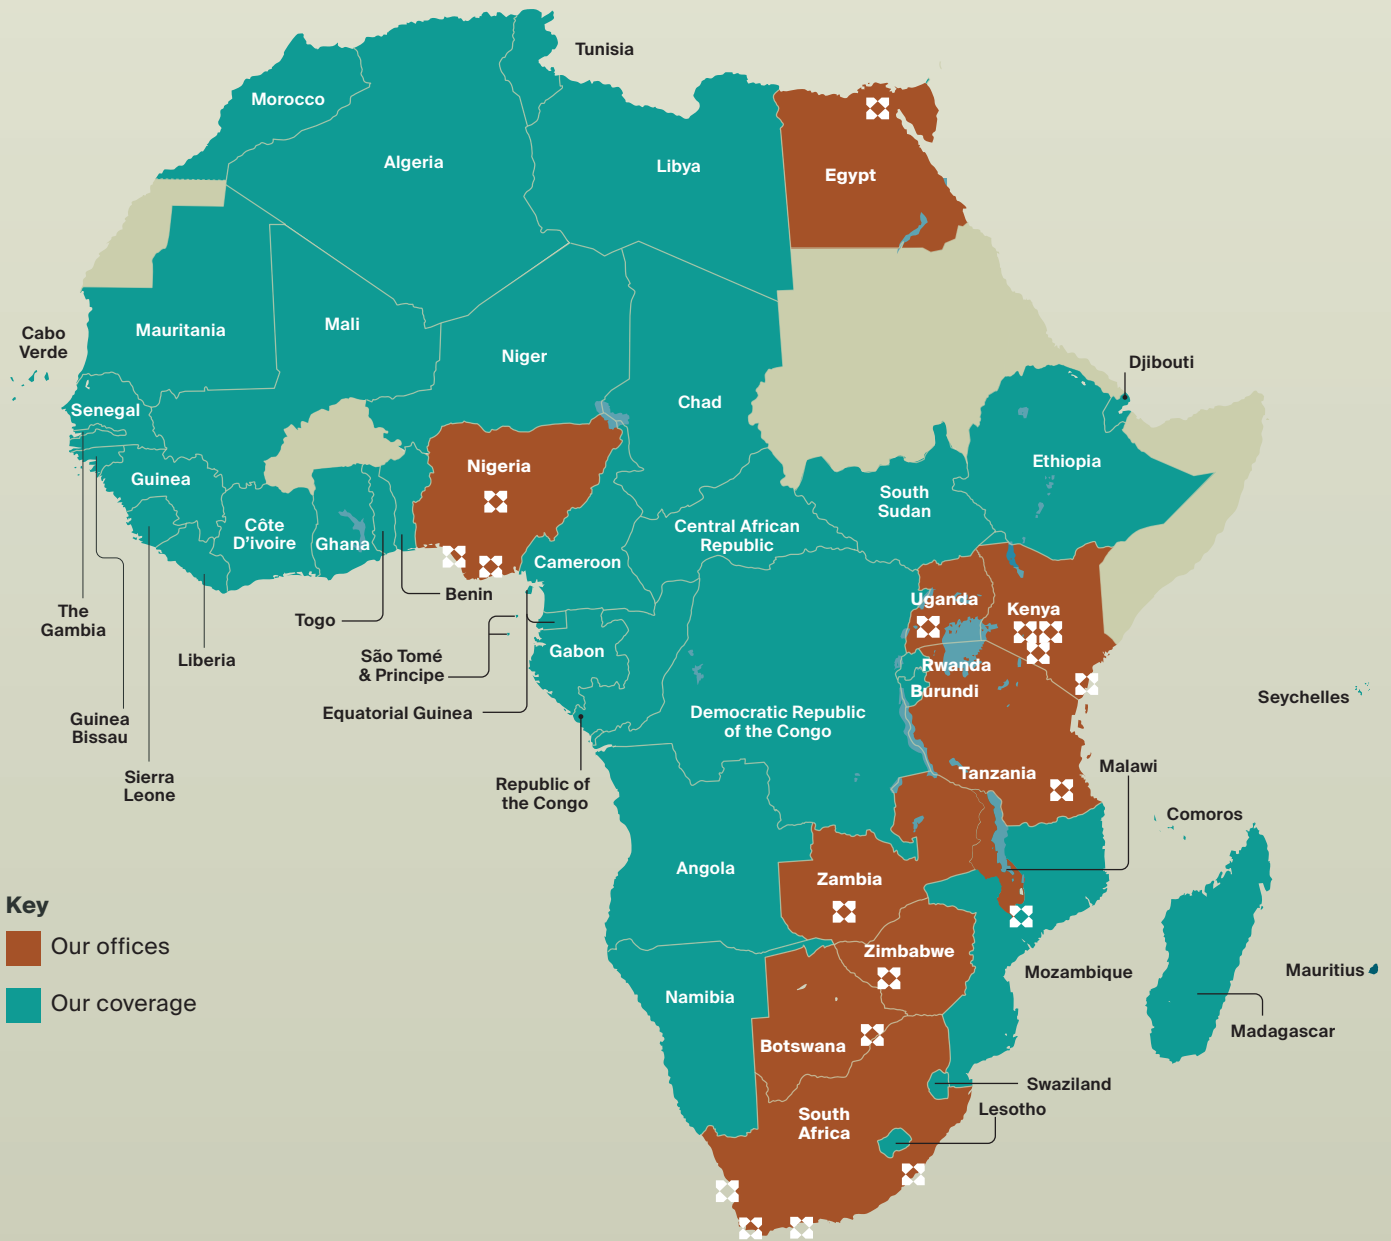 Tunisia
Morocco
Algeria
Libya
Egypt
Cabo
Verde
Mauritania
Mali
Niger
Chad
Djibouti
Senegal
Nigeria
Ethiopia
Guinea
South
Sudan
Côte
D'ivoire
Ghana
Central African
Republic
Cameroon
Benin
Togo
The
Gambia
Liberia
São Tomé
& Principe
Gabon
Uganda
Kenya
Rwanda
Burundi
Seychelles
Equatorial Guinea
Guinea
Bissau
Democratic Republic
of the Congo
Sierra
Leone
Republic of
the Congo
Tanzania
Malawi
Comoros
Angola
Zambia
Key
Our offices
Our coverage
Zimbabwe
Mozambique
Mauritius
Namibia
Madagascar
Botswana
Swaziland
Lesotho
South
Africa